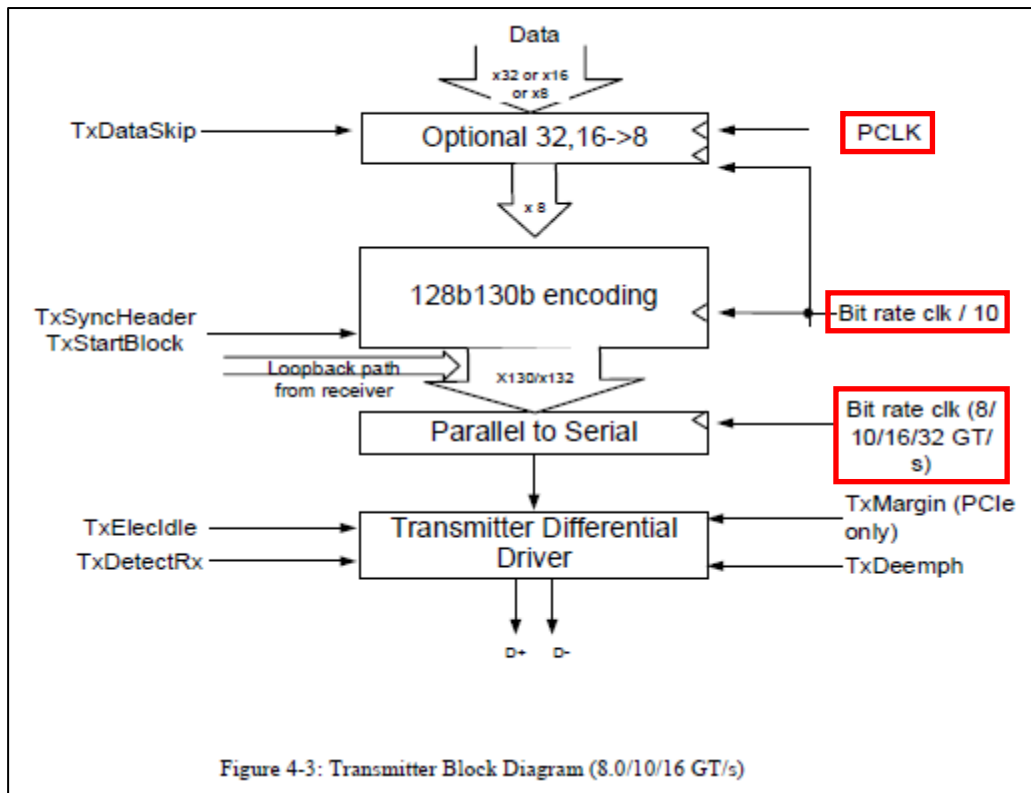 Data
x32 or x16
or x8
TxDataSkip
Optional 32,16->8
PCLK
x 8
128b130b encoding
Bit rate clk / 10
TxSyncHeader
TxStartBlock
Loopback path
from receiver
X130/x132
Parallel to Serial
Bit rate clk (8/
10/16/32 GT/
s)
TxElecIdle
TxDetectRx
Transmitter Differential
Driver
TxMargin (PCIe
only)
TxDeemph
D+
D-
Figure 4-3: Transmitter Block Diagram (8.0/10/16 GT/s)